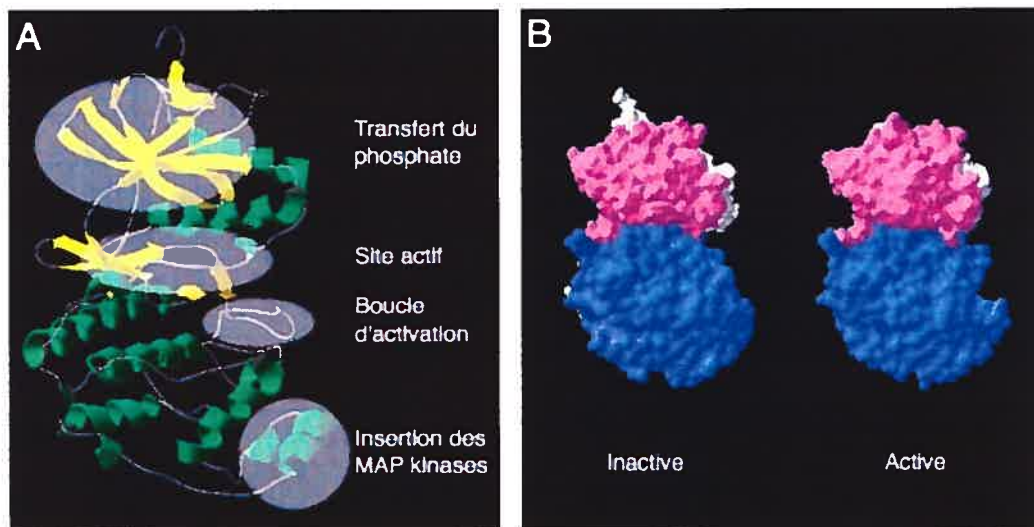 A
Transfert du
phosphate
Site actif
Boucle
d'activation
Insertion des
MAP kinases
B
Inactive
Active